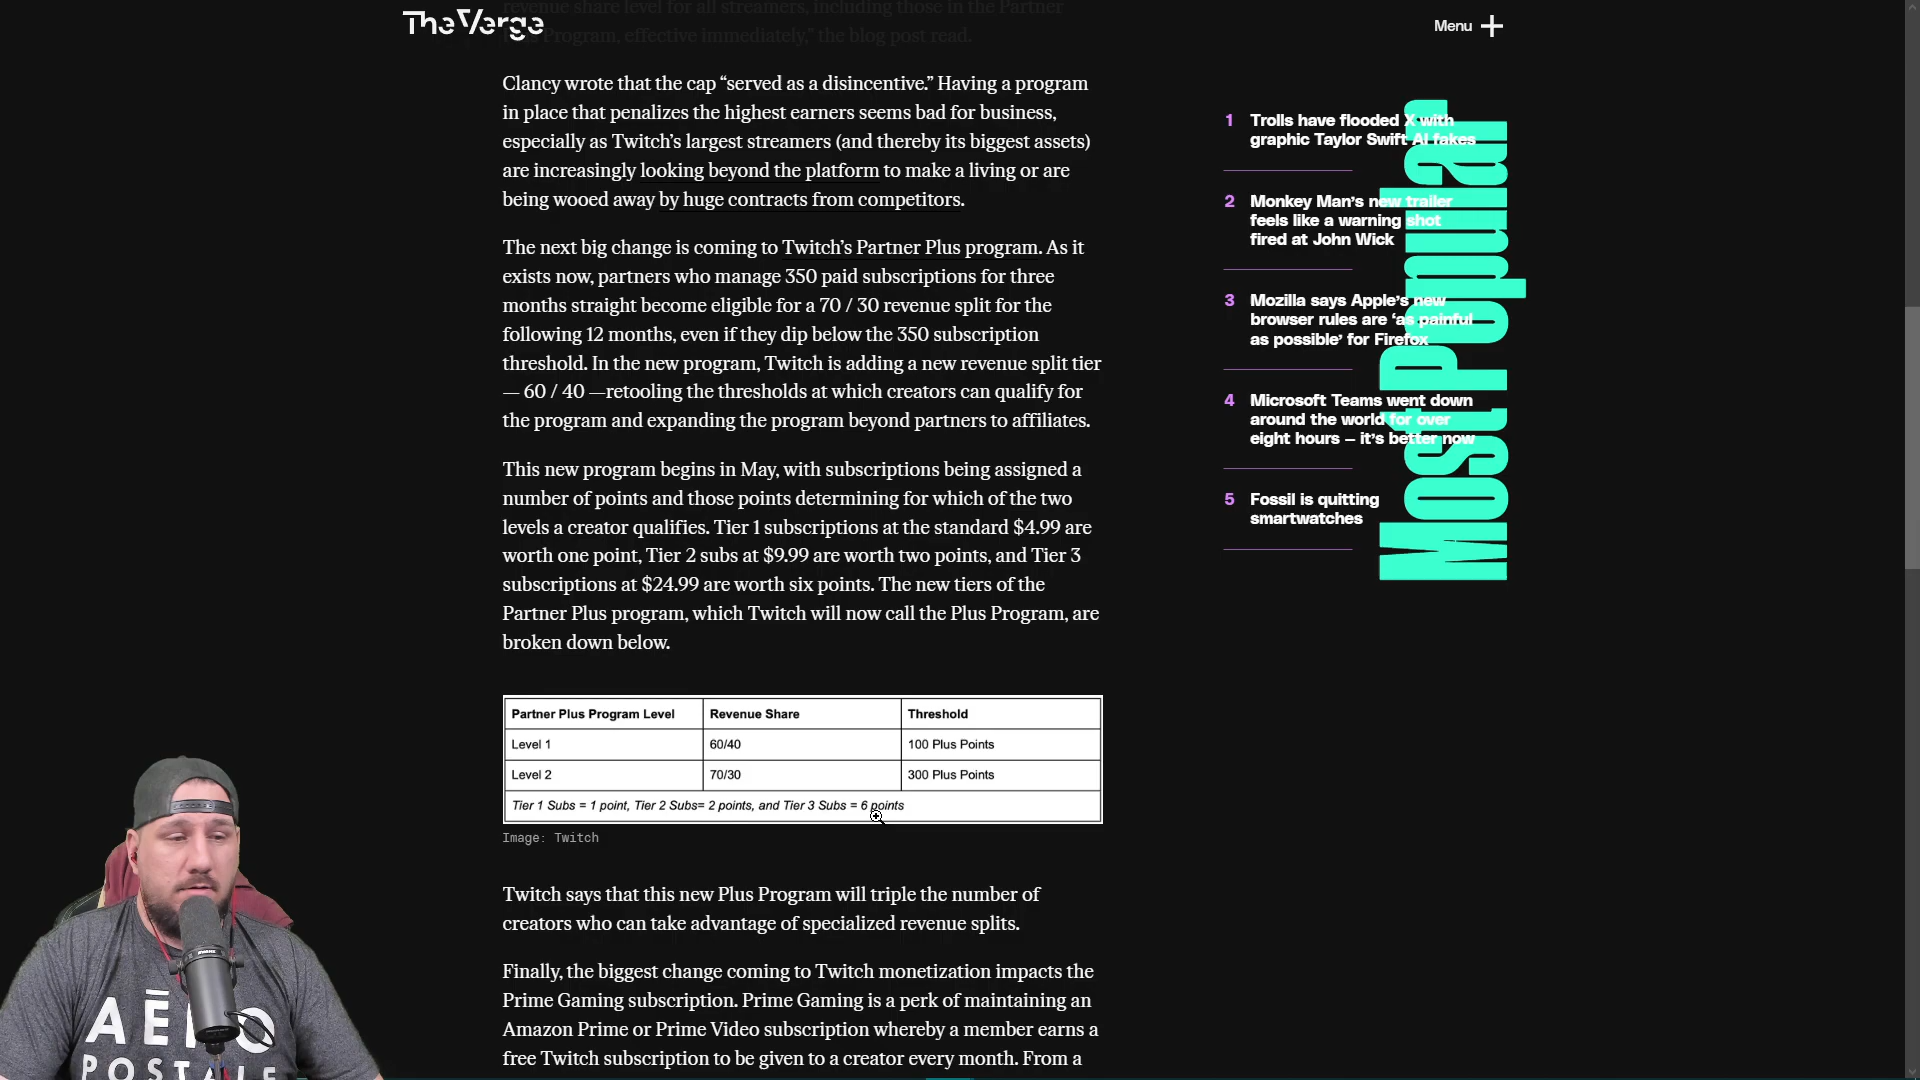 revenue share level for all streamers, including those in the Partner
The Verge
Program, effective immediately," the blog post read.
Menu
Clancy wrote that the cap “served as a disincentive.” Having a program
in place that penalizes the highest earners seems bad for business,
especially as Twitch’s largest streamers (and thereby its biggest assets)
are increasingly looking beyond the platform to make a living or are
being wooed away by huge contracts from competitors.
The next big change is coming to Twitch’s Partner Plus program. As it
exists now, partners who manage 350 paid subscriptions for three
months straight become eligible for a 70 / 30 revenue split for the
following 12 months, even if they dip below the 350 subscription
threshold. In the new program, Twitch is adding a new revenue split tier
— 60 / 40 —retooling the thresholds at which creators can qualify for
the program and expanding the program beyond partners to affiliates.
This new program begins in May, with subscriptions being assigned a
number of points and those points determining for which of the two
levels a creator qualifies. Tier 1 subscriptions at the standard $4.99 are
worth one point, Tier 2 subs at $9.99 are worth two points, and Tier 3
subscriptions at $24.99 are worth six points. The new tiers of the
Partner Plus program, which Twitch will now call the Plus Program, are
broken down below.
Partner Plus Program Level Revenue Share Threshold
Level 1 60/40 100 Plus Points
Level 2 70/30 300 Plus Points
Tier 1 Subs = 1 point, Tier 2 Subs= 2 points, and Tier 3 Subs = 6 points
Image: Twitch
Twitch says that this new Plus Program will triple the number of
creators who can take advantage of specialized revenue splits.
Finally, the biggest change coming to Twitch monetization impacts the
Prime Gaming subscription. Prime Gaming is a perk of maintaining an
Amazon Prime or Prime Video subscription whereby a member earns a
free Twitch subscription to be given to a creator every month. From a
Most Popular
1 Trolls have flooded X with
graphic Taylor Swift AI fakes
2 Monkey Man’s new trailer
feels like a warning shot
fired at John Wick
3 Mozilla says Apple’s new
browser rules are ‘as painful
as possible’ for Firefox
4 Microsoft Teams went down
around the world for over
eight hours — it’s better now
5 Fossil is quitting
smartwatches
AĒRO
POSTALE